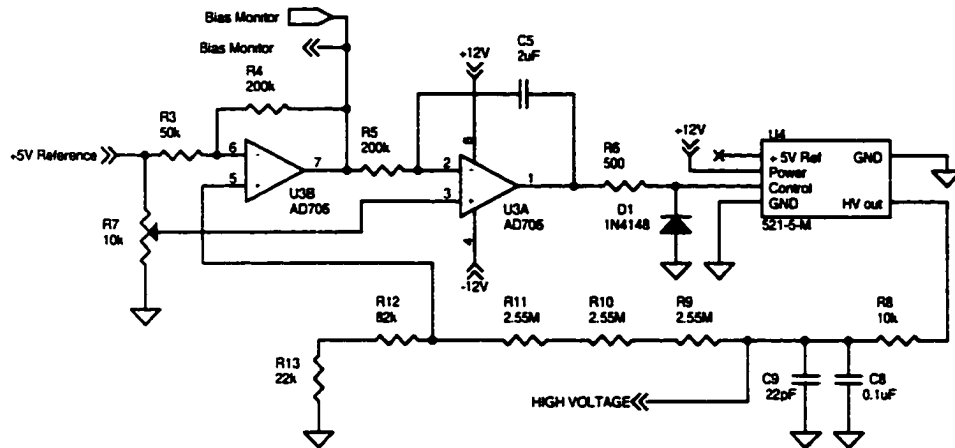 Bias Monitor
Bias Monitor
R4
200k
R3
50k
+5V Reference
6
-
5
+
7
U3B
AD706
R5
200k
+12V
C5
2uF
8
2
-
3
+
1
4
U3A
AD706
-12V
R6
500
D1
1N4148
+12V
U4
+ 5V Ref
GND
Power
Control
GND
HV out
521-5-M
R7
10k
R12
82k
R11
2.55M
R10
2.55M
R9
2.55M
R8
10k
R13
22k
HIGH VOLTAGE
C9
22pF
C8
0.1uF